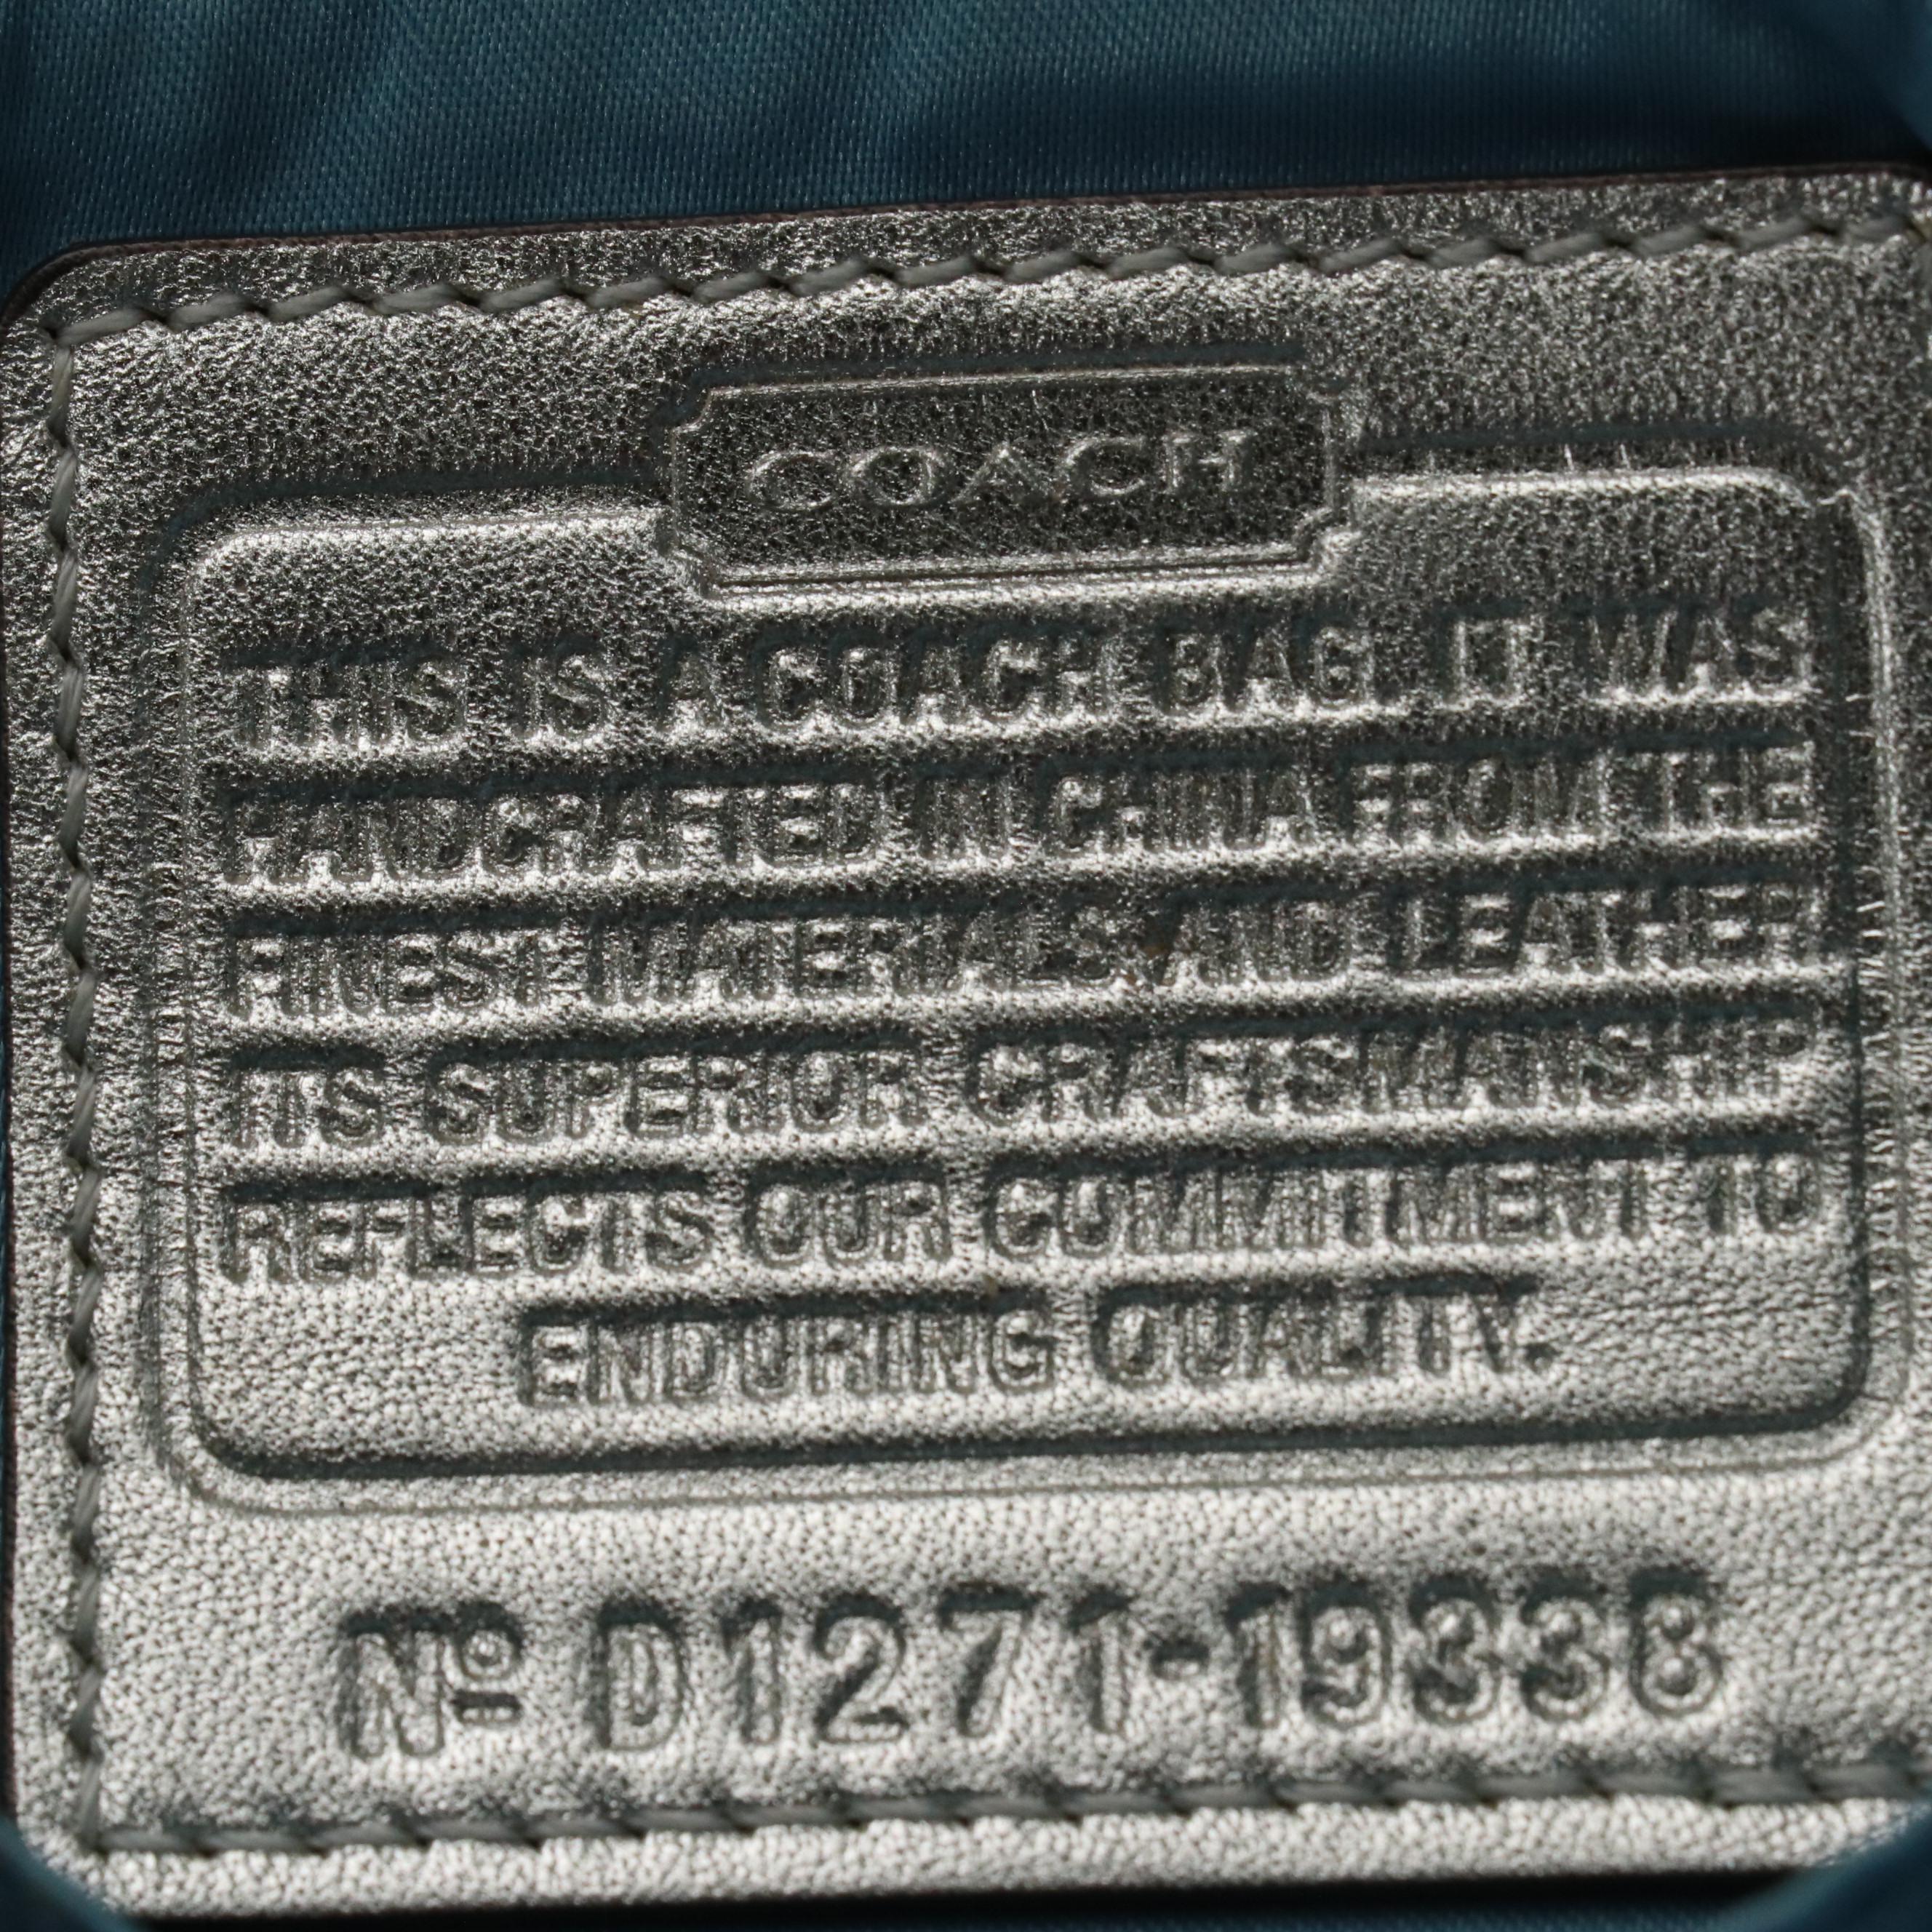 COACH
THIS IS A COACH BAG. IT WAS
HANDCRAFTED IN CHINA FROM THE
FINEST MATERIALS AND LEATHER
ITS SUPERIOR CRAFTSMANSHIP
REFLECTS OUR COMMITMENT TO
ENDURING QUALITY.
Nº D1271-19338